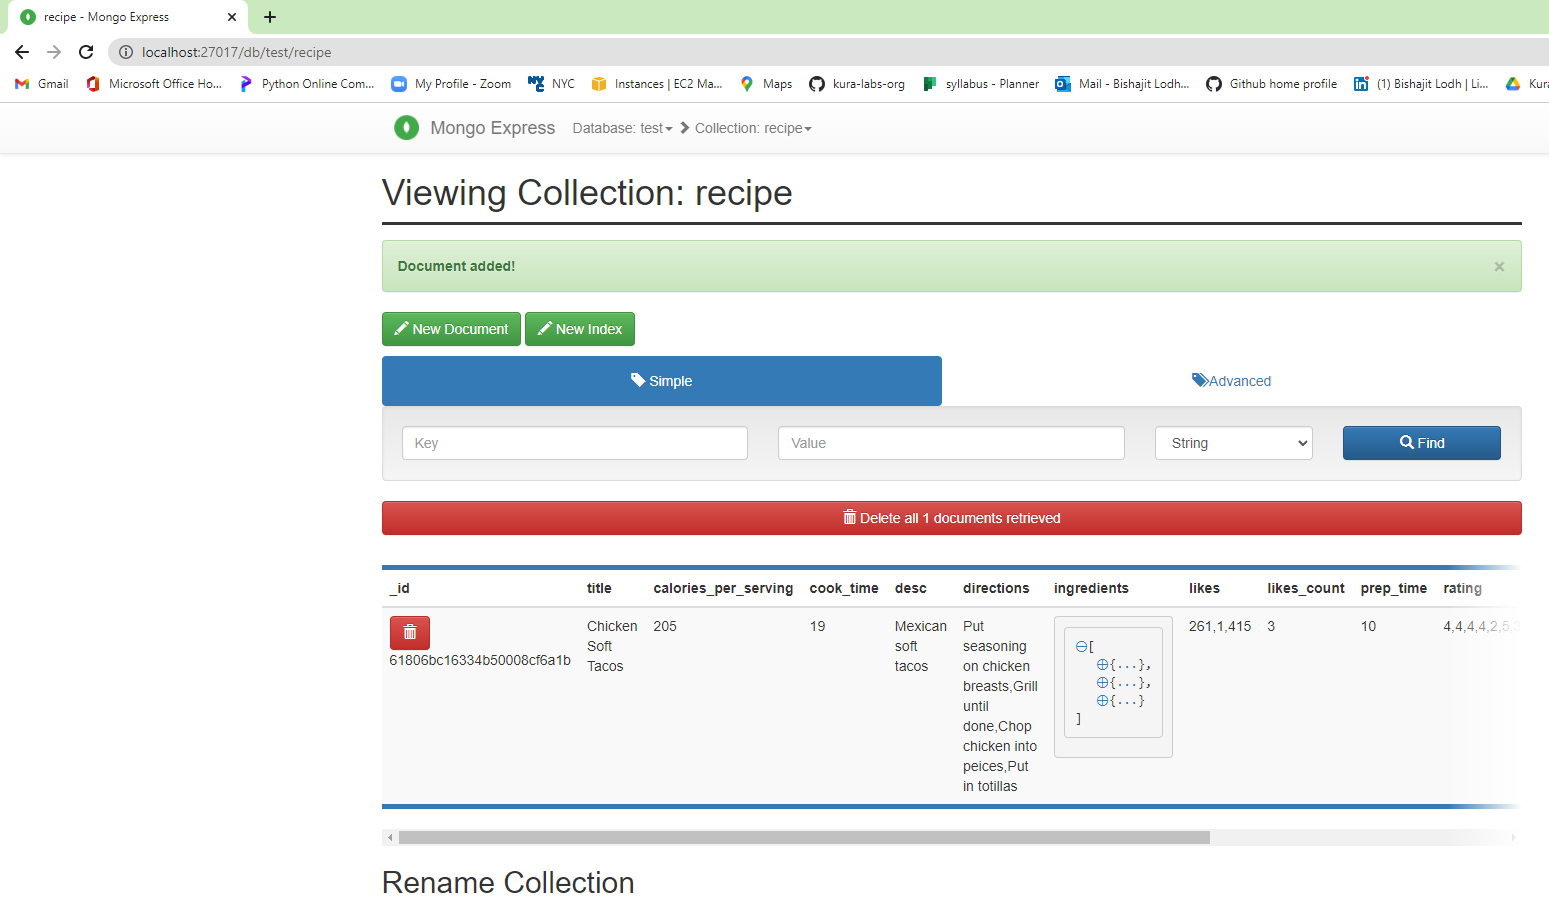 recipe - Mongo Express
localhost:27017/db/test/recipe
Gmail Microsoft Office Ho... Python Online Com... My Profile - Zoom NYC Instances | EC2 Ma... Maps kura-labs-org syllabus - Planner Mail - Bishajit Lodh... Github home profile (1) Bishajit Lodh | Li... Kura
Mongo Express Database: test Collection: recipe
Viewing Collection: recipe
Document added! ×
New Document New Index
Simple Advanced
Key Value String Find
Delete all 1 documents retrieved
_id title calories_per_serving cook_time desc directions ingredients likes likes_count prep_time rating
61806bc16334b50008cf6a1b
Chicken
Soft
Tacos
205
19
Mexican
soft
tacos
Put
seasoning
on chicken
breasts,Grill
until
done,Chop
chicken into
peices,Put
in totillas
[
{...},
{...},
{...}
]
261,1,415
3
10
4,4,4,4,2,5,3
Rename Collection